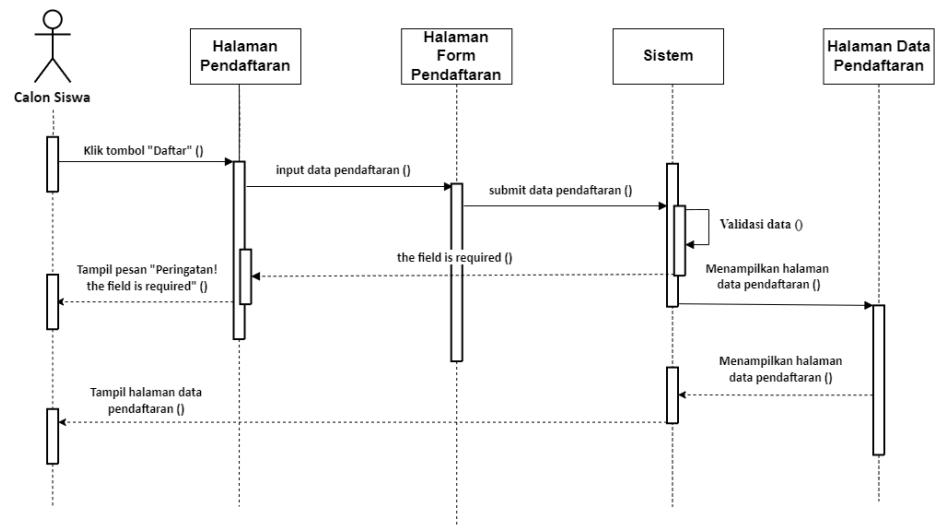 Halaman
Pendaftaran
Halaman
Form
Pendaftaran
Sistem
Halaman Data
Pendaftaran
Calon Siswa
Klik tombol "Daftar" ()
input data pendaftaran ()
submit data pendaftaran ()
Validasi data ()
the field is required ()
Tampil pesan "Peringatan!
the field is required" ()
Menampilkan halaman
data pendaftaran ()
Menampilkan halaman
data pendaftaran ()
Tampil halaman data
pendaftaran ()